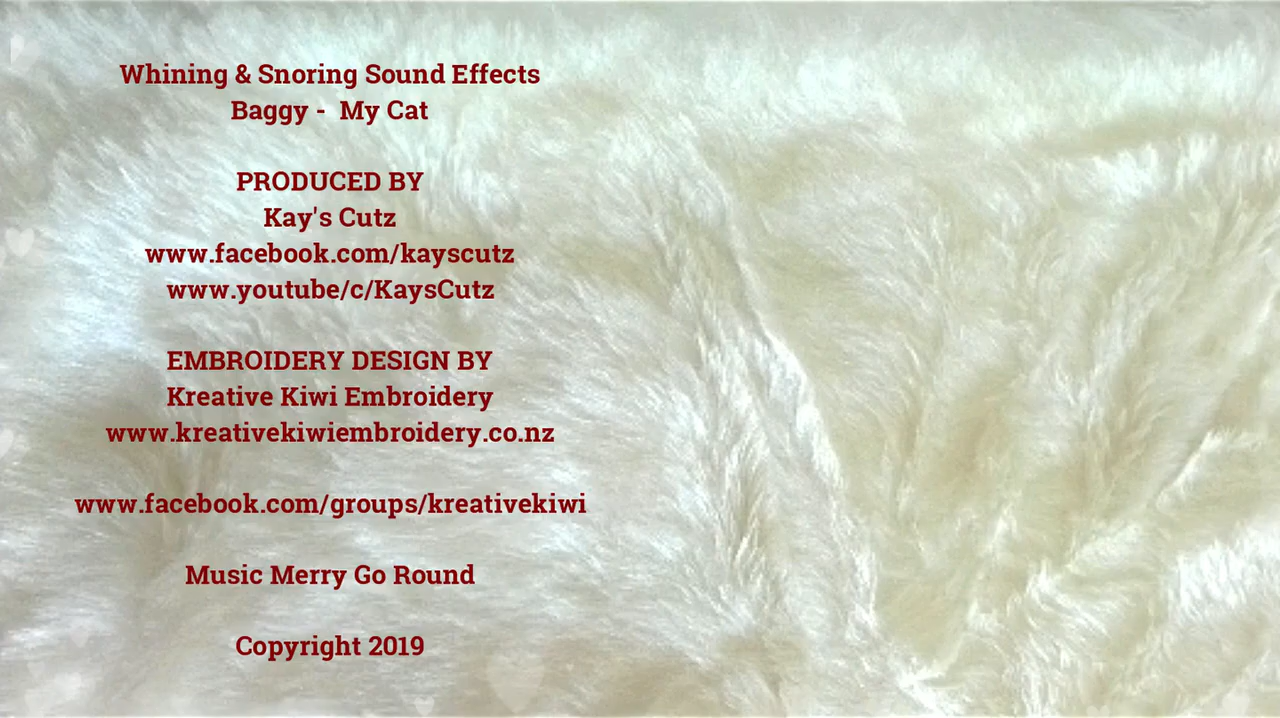 Whining & Snoring Sound Effects
Baggy -  My Cat
PRODUCED BY
Kay's Cutz
www.facebook.com/kayscutz
www.youtube/c/KaysCutz
EMBROIDERY DESIGN BY
Kreative Kiwi Embroidery
www.kreativekiwiembroidery.co.nz
www.facebook.com/groups/kreativekiwi
Music Merry Go Round
Copyright 2019